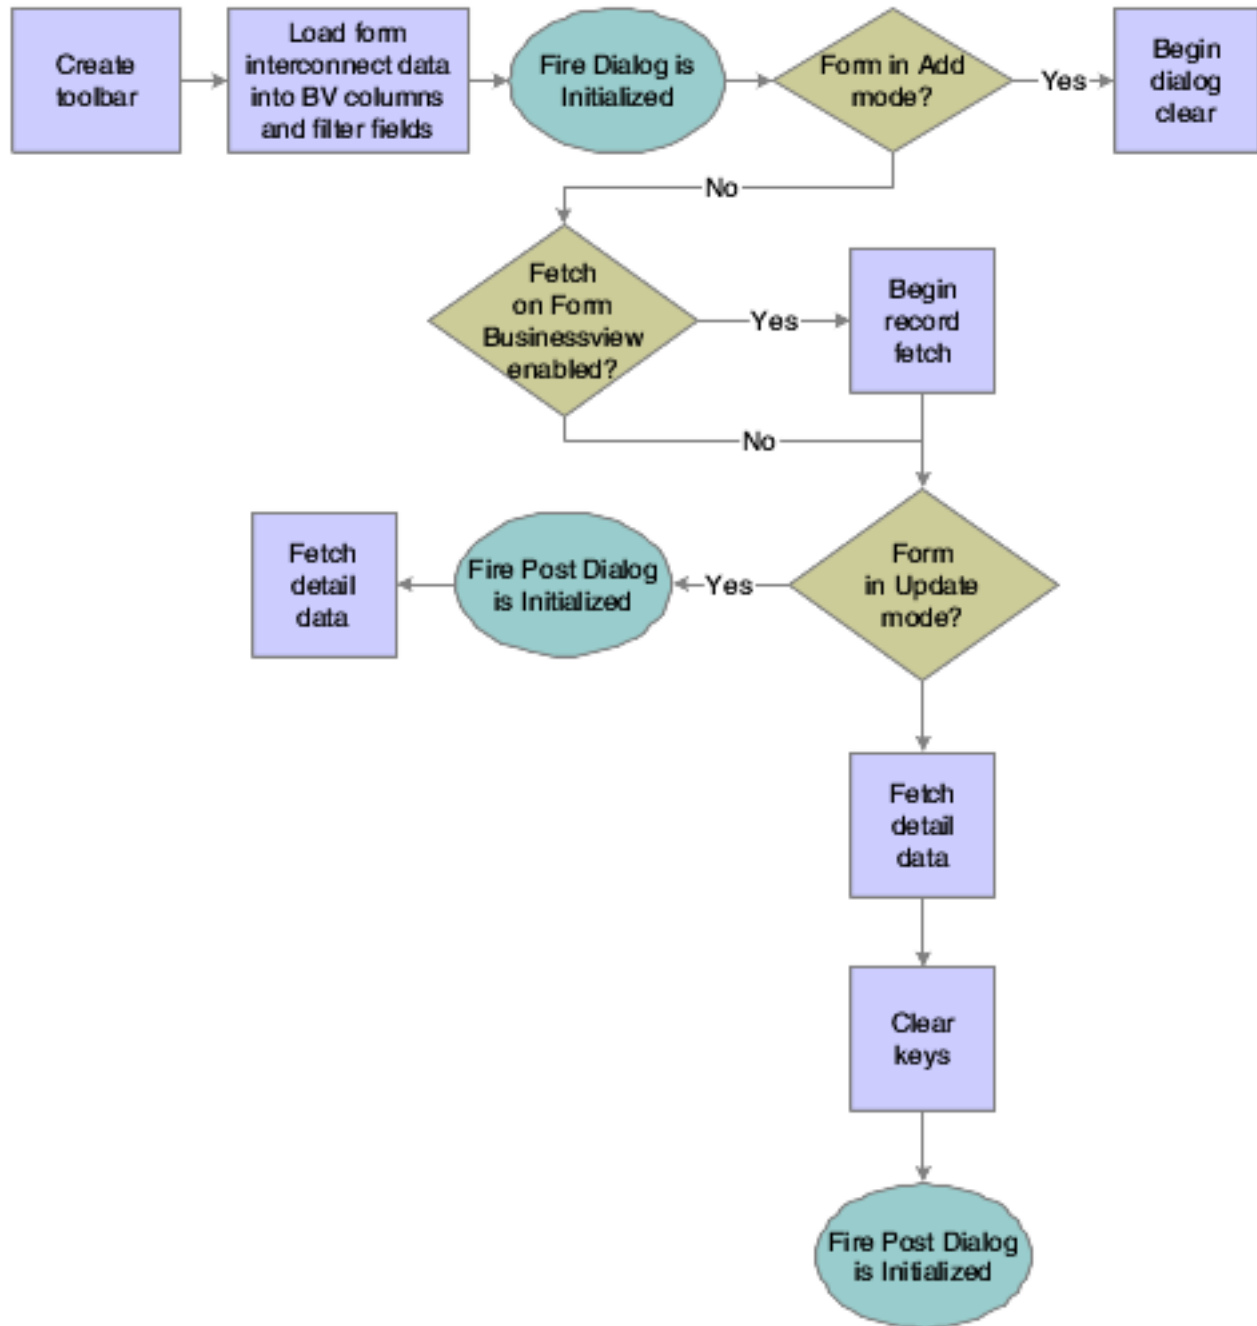 Create
toolbar
Load form
interconnect data
into BV columns
and filter fields
Fire Dialog is
Initialized
Form in Add
mode?
Yes
Begin
dialog
clear
No
Fetch
on Form
Businessview
enabled?
Yes
Begin
record
fetch
No
Fetch
detail
data
Fire Post Dialog
is Initialized
Yes
Form
in Update
mode?
Fetch
detail
data
Clear
keys
Fire Post Dialog
is Initialized